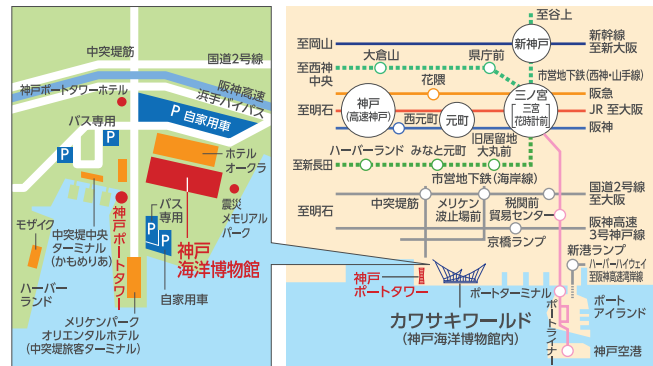 中突堤筋
国道2号線
神戸ポートタワーホテル
阪神高速
浜手バイパス
P 自家用車
バス専用
P
P
ホテル
オークラ
震災
メモリアル
パーク
バス
専用
P
P
神戸
海洋博物館
自家用車
モザイク
中突堤中央
ターミナル
(かもめりあ)
神戸ポートタワー
ハーバー
ランド
メリケンパーク
オリエンタルホテル
(中突堤旅客ターミナル)
至谷上
至岡山
新神戸
新幹線
至新大阪
大倉山
県庁前
至西神
中央
市営地下鉄(西神・山手線)
花隈
阪急
三ノ宮
三宮
花時計前
神戸
(高速神戸)
至明石
JR 至大阪
西元町
元町
阪神
旧居留地
大丸前
ハーバーランド
みなと元町
至新長田
市営地下鉄(海岸線)
中突堤筋
メリケン
波止場前
税関前
貿易センター
国道2号線
至大阪
至明石
阪神高速
3号神戸線
京橋ランプ
新港ランプ
ハーバーハイウェイ
至阪神高速湾岸線
神戸
ポートタワー
ポートターミナル
カワサキワールド
(神戸海洋博物館内)
ポートライナー
ポート
アイランド
神戸空港